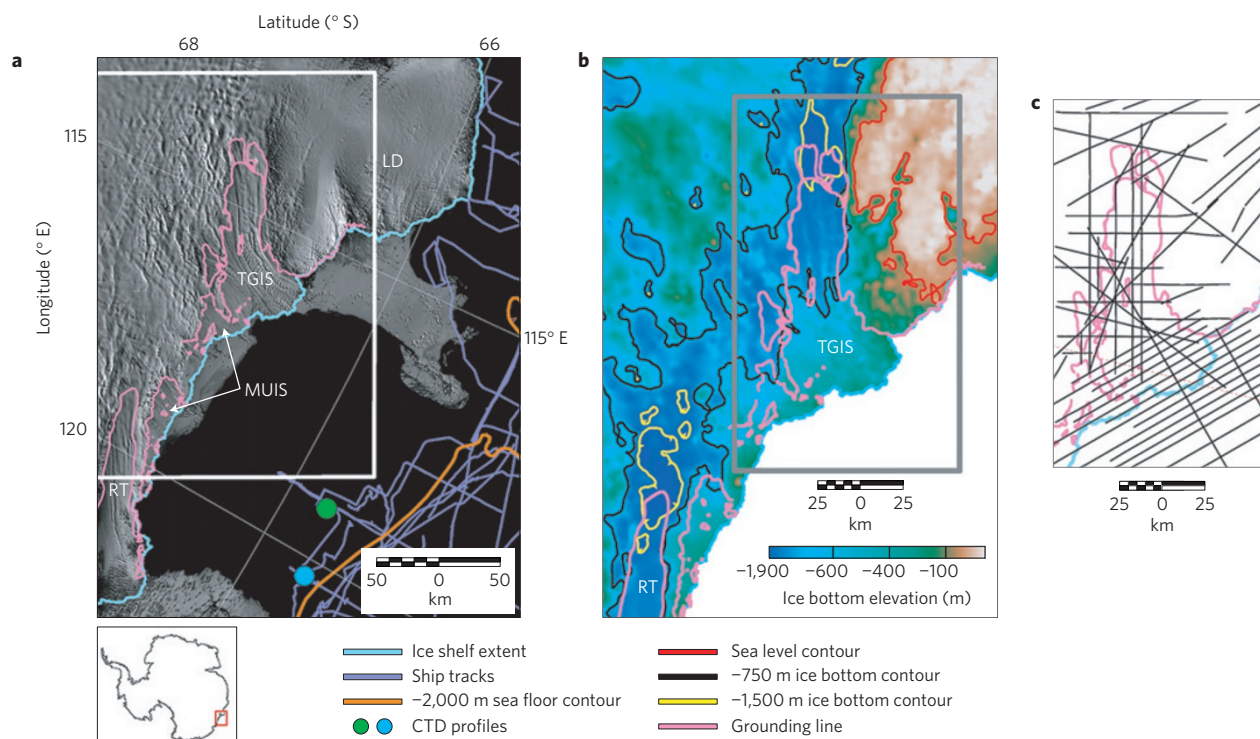 Latitude (° S)
68
66
a
115
LD
Longitude (° E)
TGIS
115° E
MUIS
120
RT
50 0 50
km
b
TGIS
25 0 25
km
RT
−1,900 −600 −400 −100
Ice bottom elevation (m)
c
25 0 25
km
Ice shelf extent
Ship tracks
−2,000 m sea floor contour
CTD profiles
Sea level contour
−750 m ice bottom contour
−1,500 m ice bottom contour
Grounding line